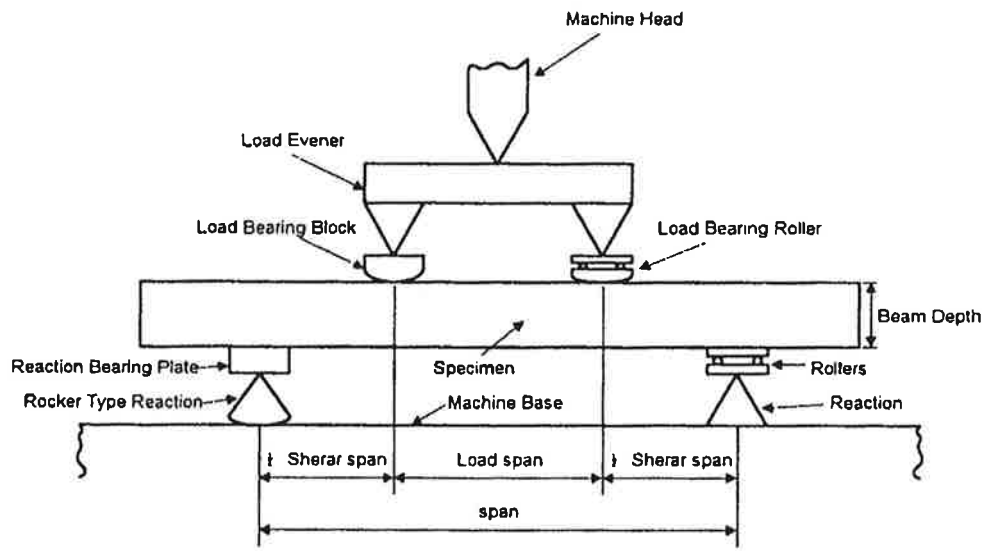 Machine Head
Load Evener
Load Bearing Block
Load Bearing Roller
Beam Depth
Reaction Bearing Plate
Specimen
Rollers
Rocker Type Reaction
Machine Base
Reaction
Sherar span
Load span
Sherar span
span